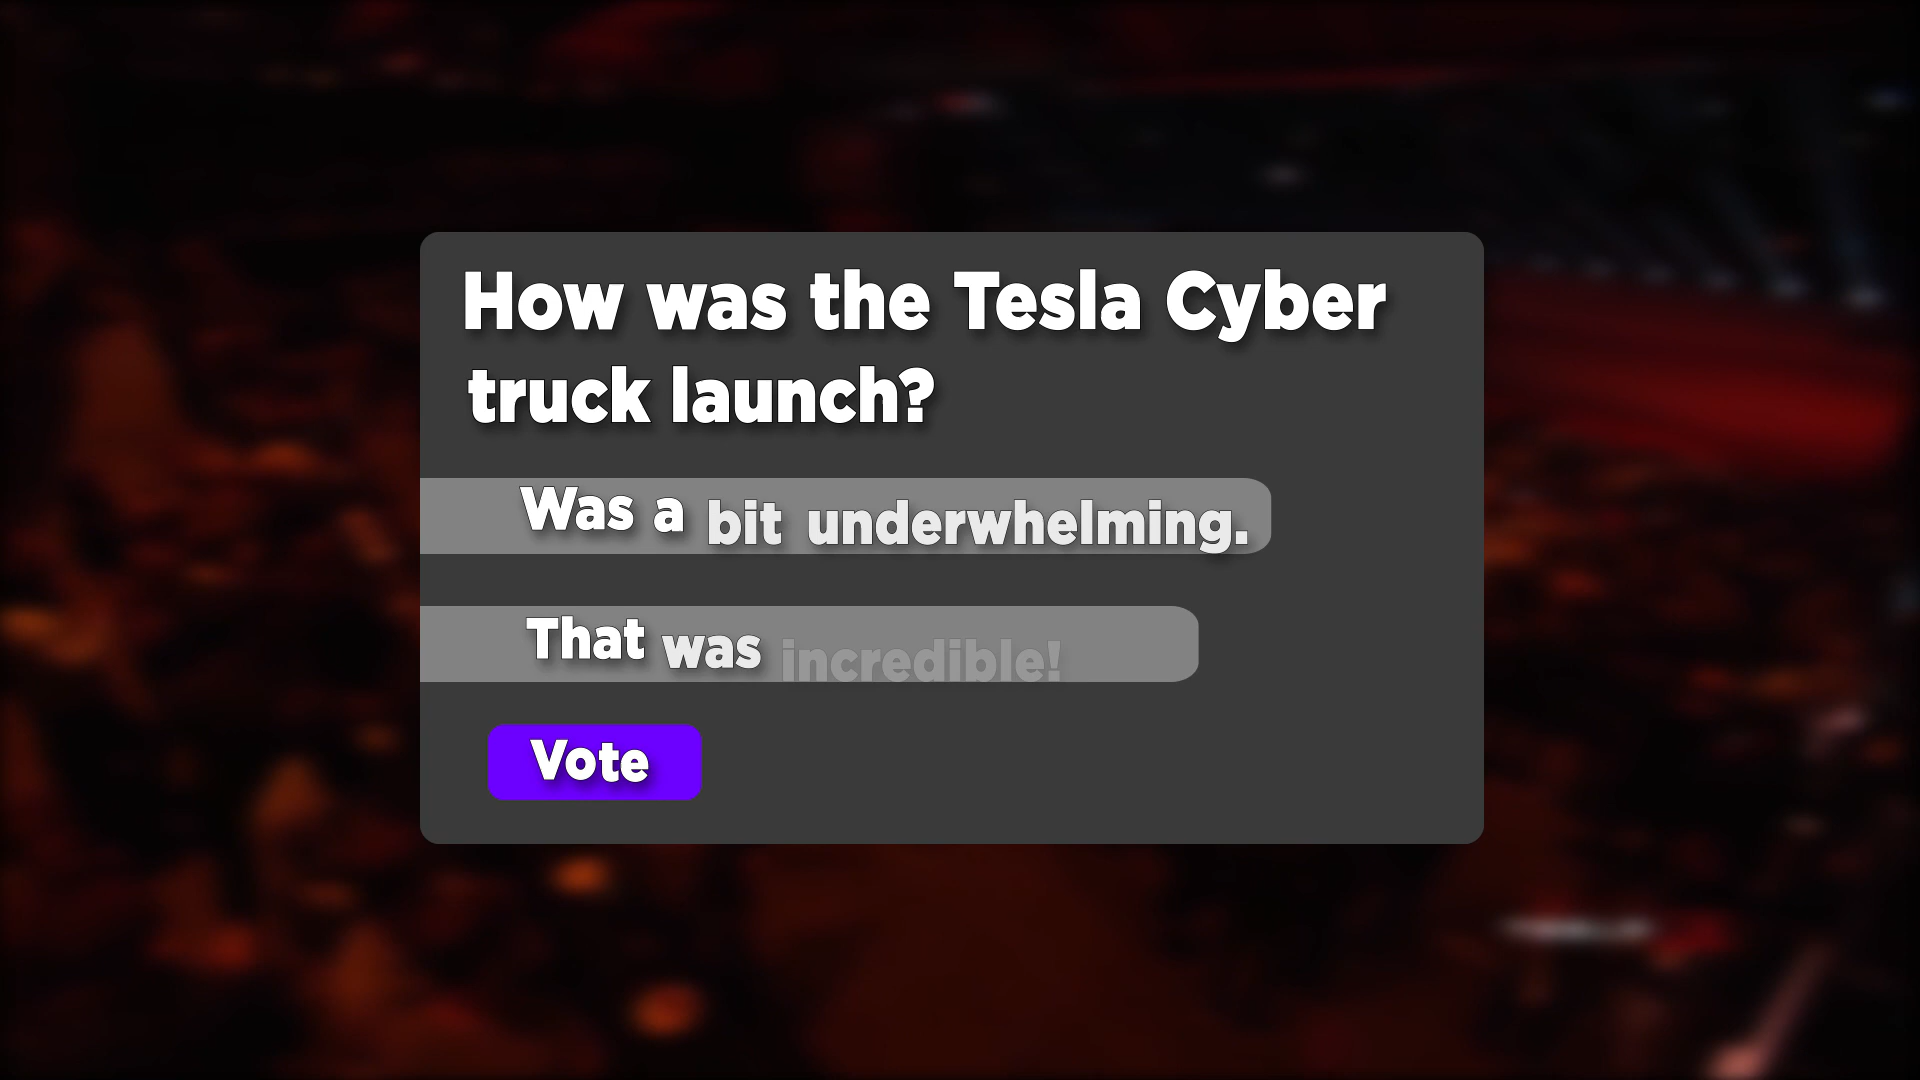 How was the Tesla Cyber
truck launch?
Was a bit underwhelming.
That was incredible!
Vote